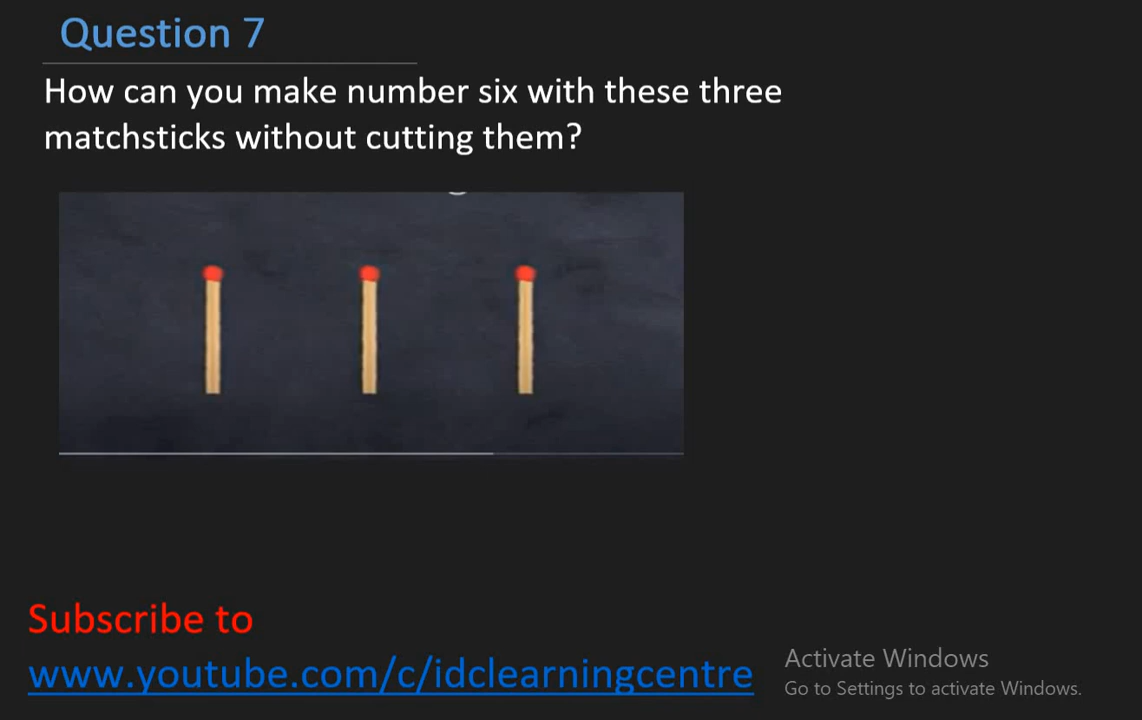 Question 7
How can you make number six with these three
matchsticks without cutting them?
Subscribe to
www.youtube.com/c/idclearningcentre
Activate Windows
Go to Settings to activate Windows.